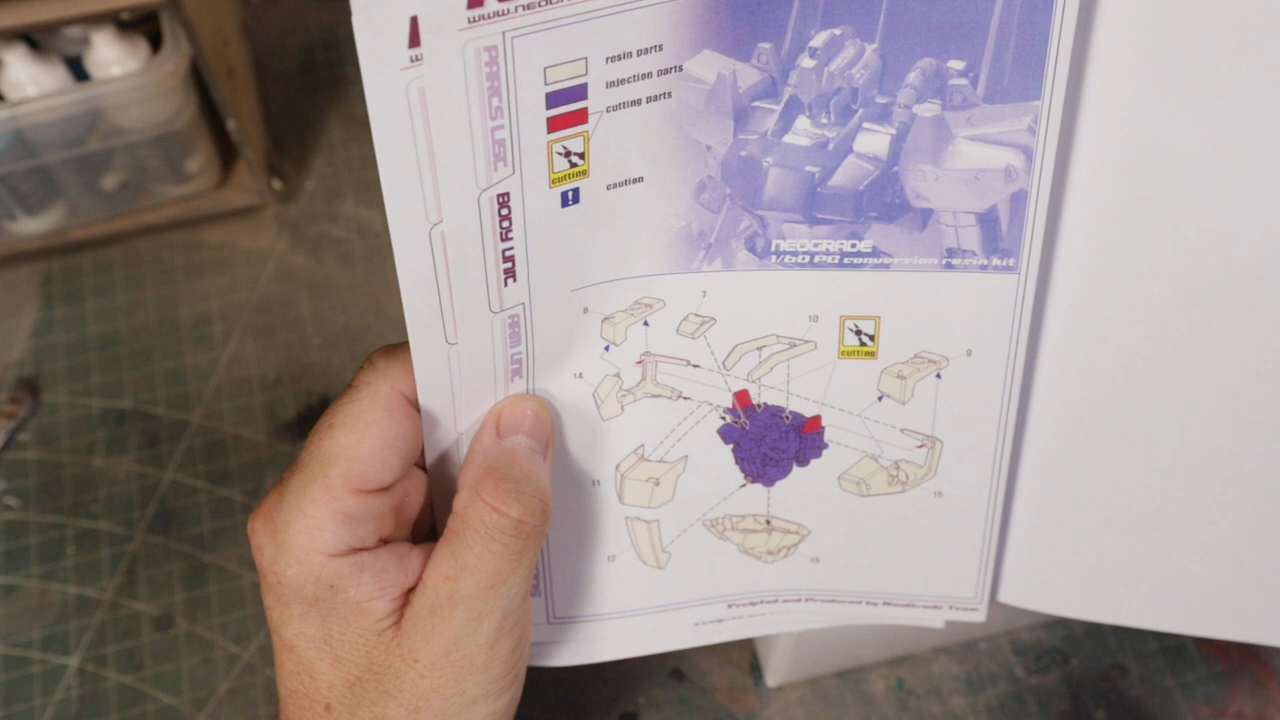 WWW.NEOGR
PARTS LIST
BODY UNIT
ARM UNIT
resin parts
injection parts
cutting parts
cutting
caution
!
NEOGRADE
1/60 PG conversion resin kit
8
7
10
cutting
9
14
11
15
12
13
Sculpted and Produced by NeoGrade Team